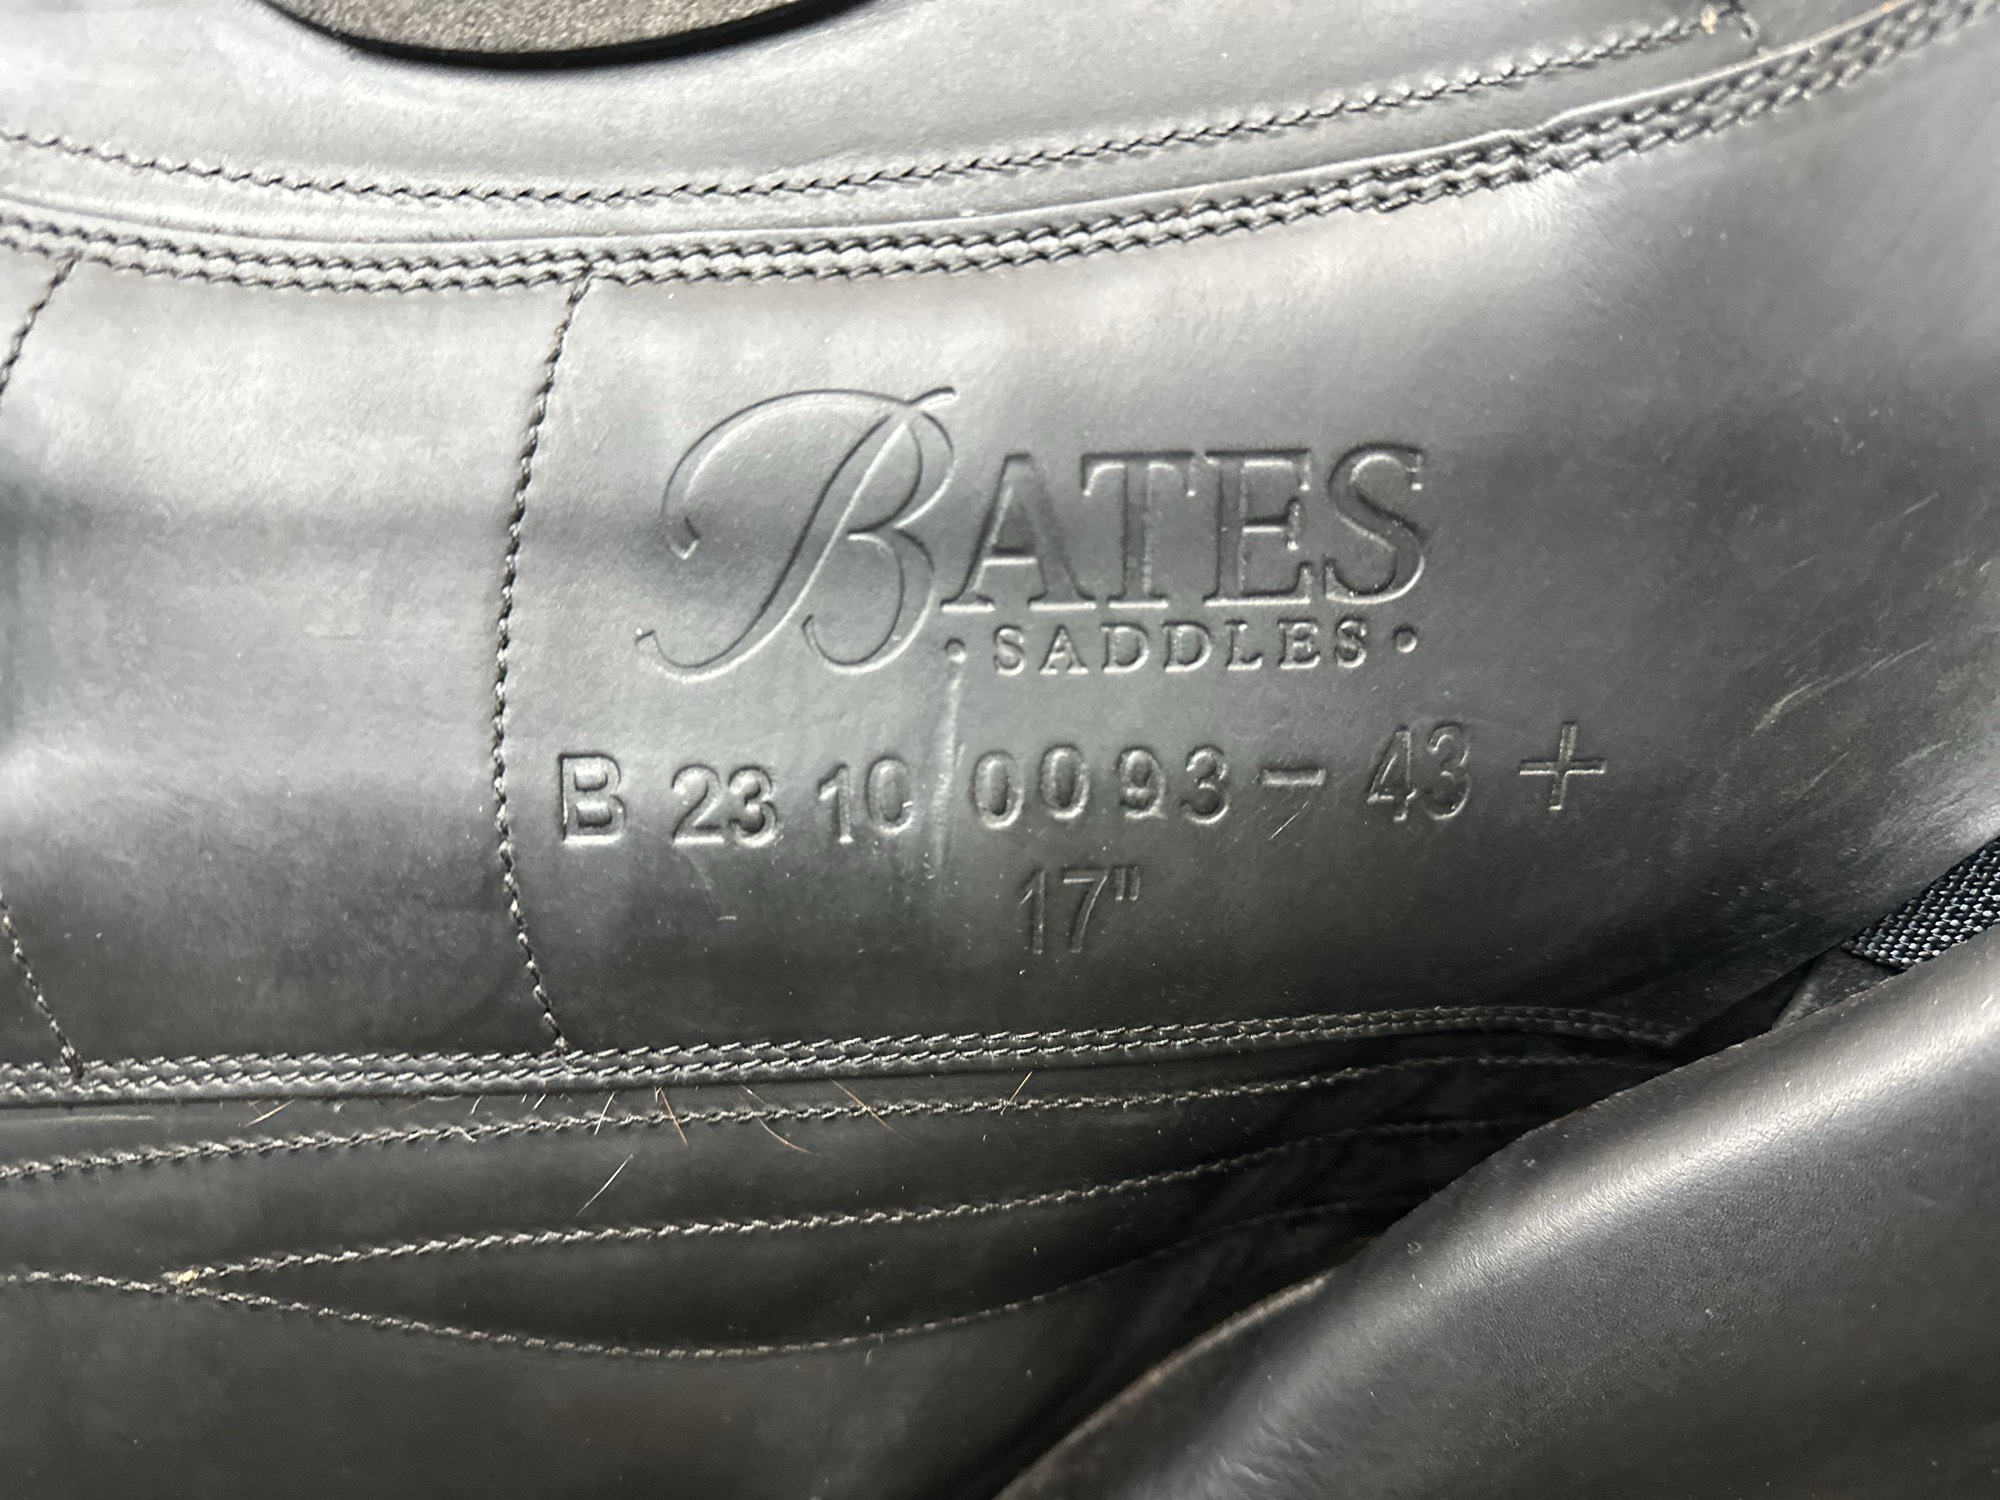 BATES
• SADDLES •
B 23 10 0093 - 43 +
17"